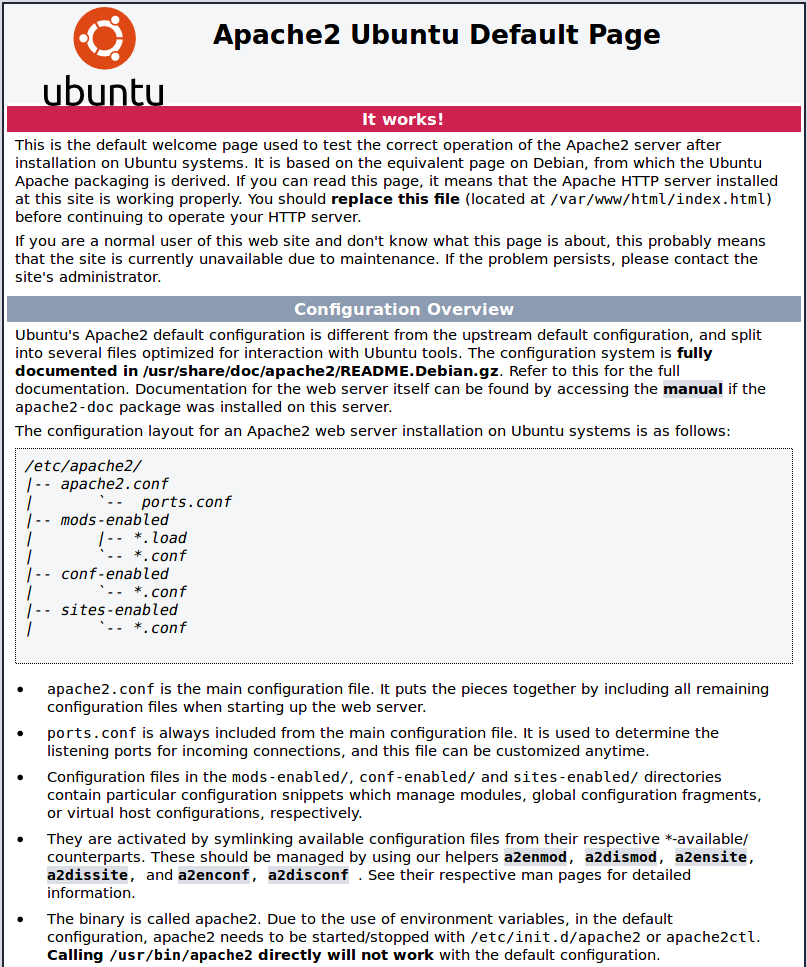 ubuntu
Apache2 Ubuntu Default Page
It works!
This is the default welcome page used to test the correct operation of the Apache2 server after
installation on Ubuntu systems. It is based on the equivalent page on Debian, from which the Ubuntu
Apache packaging is derived. If you can read this page, it means that the Apache HTTP server installed
at this site is working properly. You should replace this file (located at /var/www/html/index.html)
before continuing to operate your HTTP server.
If you are a normal user of this web site and don't know what this page is about, this probably means
that the site is currently unavailable due to maintenance. If the problem persists, please contact the
site's administrator.
Configuration Overview
Ubuntu's Apache2 default configuration is different from the upstream default configuration, and split
into several files optimized for interaction with Ubuntu tools. The configuration system is fully
documented in /usr/share/doc/apache2/README.Debian.gz. Refer to this for the full
documentation. Documentation for the web server itself can be found by accessing the manual if the
apache2-doc package was installed on this server.
The configuration layout for an Apache2 web server installation on Ubuntu systems is as follows:
/etc/apache2/
|-- apache2.conf
|       `--  ports.conf
|-- mods-enabled
|       |-- *.load
|       `-- *.conf
|-- conf-enabled
|       `-- *.conf
|-- sites-enabled
|       `-- *.conf
• apache2.conf is the main configuration file. It puts the pieces together by including all remaining
configuration files when starting up the web server.
• ports.conf is always included from the main configuration file. It is used to determine the
listening ports for incoming connections, and this file can be customized anytime.
• Configuration files in the mods-enabled/, conf-enabled/ and sites-enabled/ directories
contain particular configuration snippets which manage modules, global configuration fragments,
or virtual host configurations, respectively.
• They are activated by symlinking available configuration files from their respective *-available/
counterparts. These should be managed by using our helpers a2enmod, a2dismod, a2ensite,
a2dissite, and a2enconf, a2disconf . See their respective man pages for detailed
information.
• The binary is called apache2. Due to the use of environment variables, in the default
configuration, apache2 needs to be started/stopped with /etc/init.d/apache2 or apache2ctl.
Calling /usr/bin/apache2 directly will not work with the default configuration.